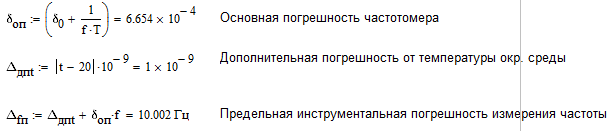 δоп := (δ0 + 1/(f·T)) = 6.654 × 10^-4 Основная погрешность частотомера
Δдпt := |t − 20|·10^-9 = 1 × 10^-9 Дополнительная погрешность от температуры окр. среды
Δfп := Δдпt + δоп·f = 10.002 Гц Предельная инструментальная погрешность измерения частоты